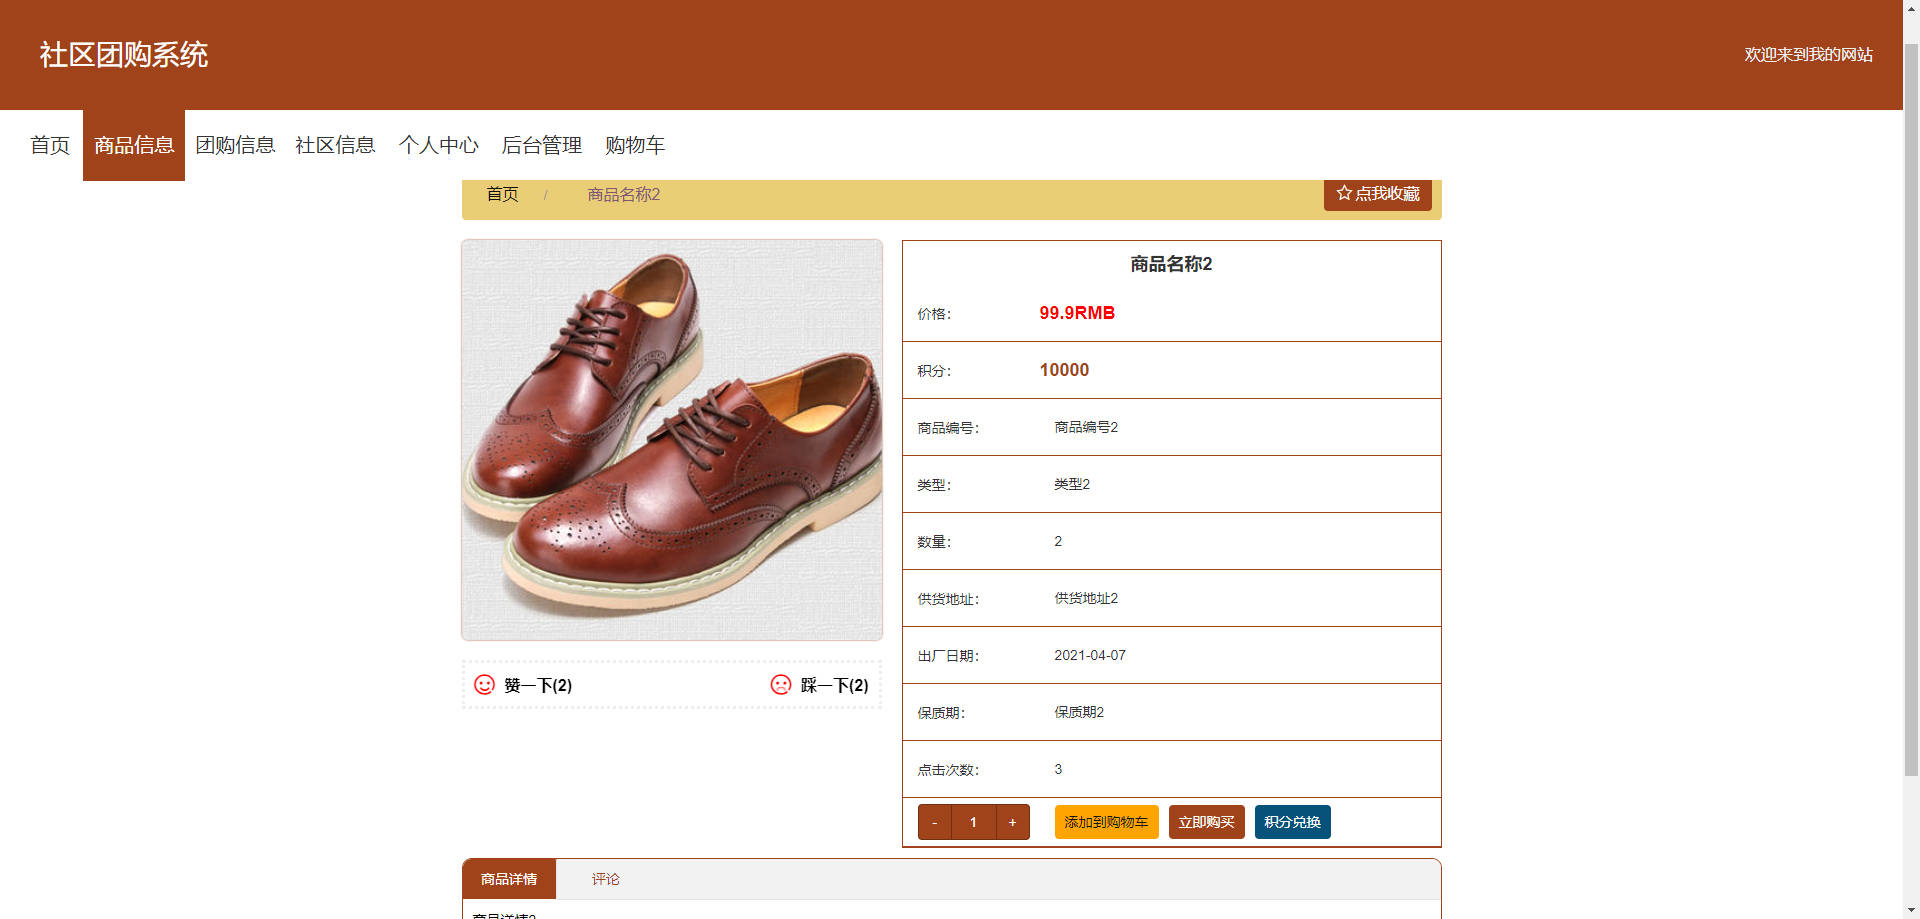 社区团购系统
欢迎来到我的网站
首页 商品信息 团购信息 社区信息 个人中心 后台管理 购物车
首页 / 商品名称2
点我收藏
商品名称2
价格： 99.9RMB
积分： 10000
商品编号： 商品编号2
类型： 类型2
数量： 2
供货地址： 供货地址2
出厂日期： 2021-04-07
保质期： 保质期2
点击次数： 3
赞一下(2) 踩一下(2)
- 1 + 添加到购物车 立即购买 积分兑换
商品详情 评论
商品详情2